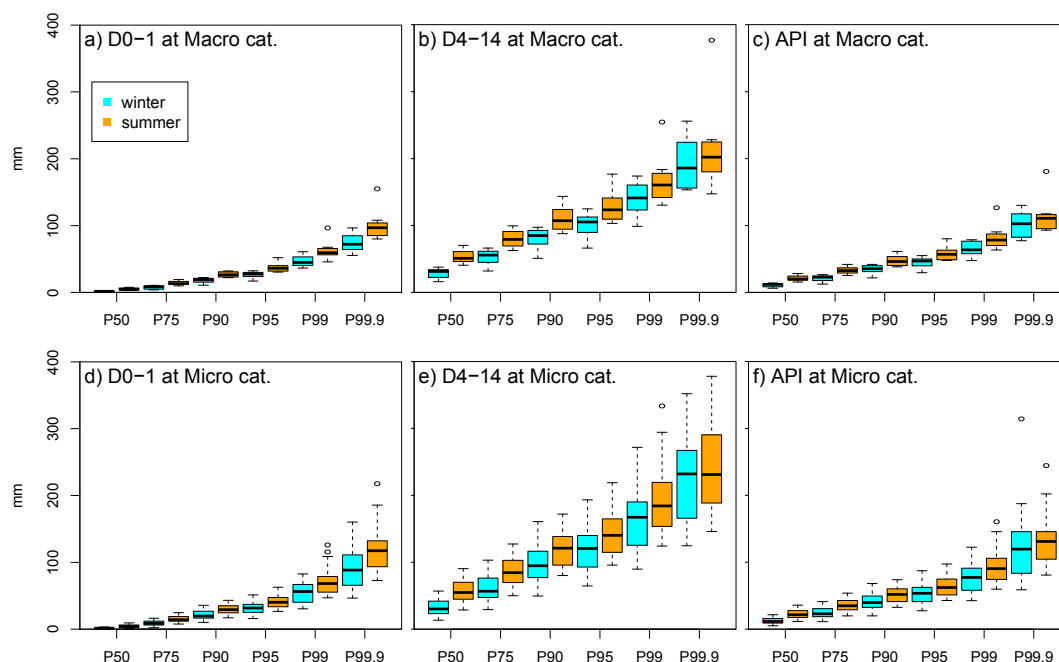 a) D0−1 at Macro cat.
b) D4−14 at Macro cat.
c) API at Macro cat.
winter
summer
mm
0
100
200
300
400
P50 P75 P90 P95 P99 P99.9
P50 P75 P90 P95 P99 P99.9
P50 P75 P90 P95 P99 P99.9
d) D0−1 at Micro cat.
e) D4−14 at Micro cat.
f) API at Micro cat.
mm
0
100
200
300
400
P50 P75 P90 P95 P99 P99.9
P50 P75 P90 P95 P99 P99.9
P50 P75 P90 P95 P99 P99.9